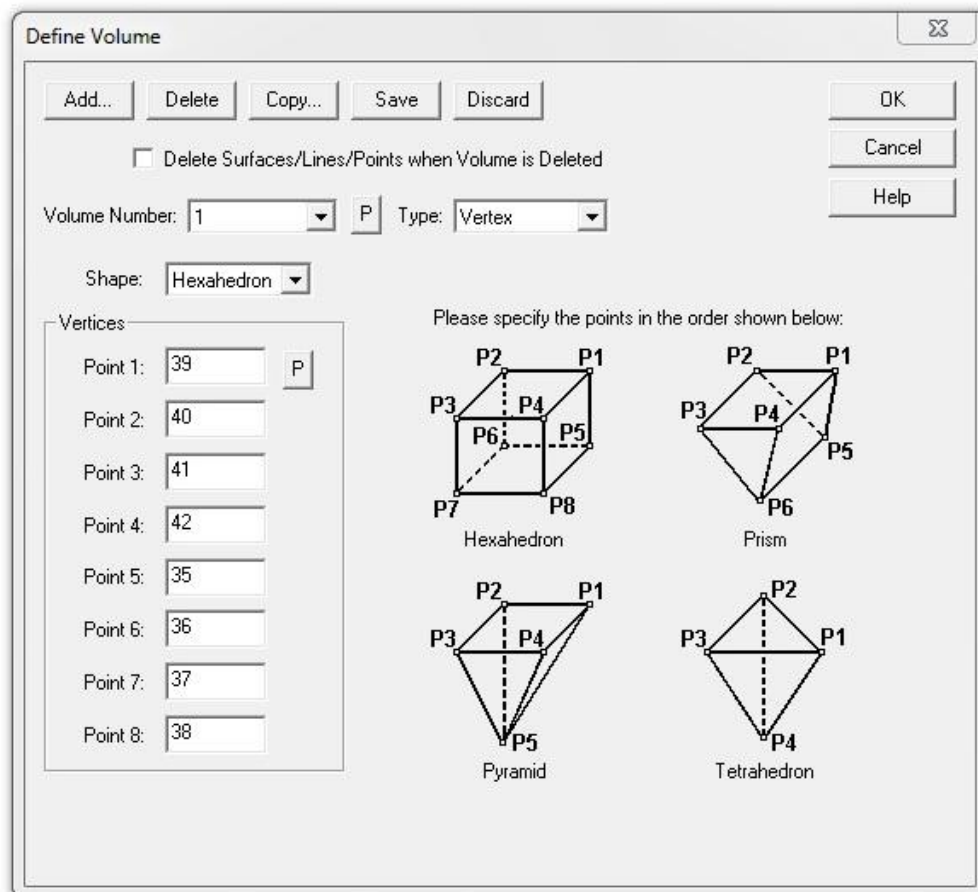 Define Volume
Add... Delete Copy... Save Discard OK
Delete Surfaces/Lines/Points when Volume is Deleted
Cancel
Volume Number: 1 P Type: Vertex
Help
Shape: Hexahedron
Vertices
Point 1: 39 P
Point 2: 40
Point 3: 41
Point 4: 42
Point 5: 35
Point 6: 36
Point 7: 37
Point 8: 38
Please specify the points in the order shown below:
P2 P1
P3 P4
P6 P5
P7 P8
Hexahedron
P2 P1
P3 P4
P5
P6
Prism
P2 P1
P3 P4
P5
Pyramid
P2
P3 P1
P4
Tetrahedron